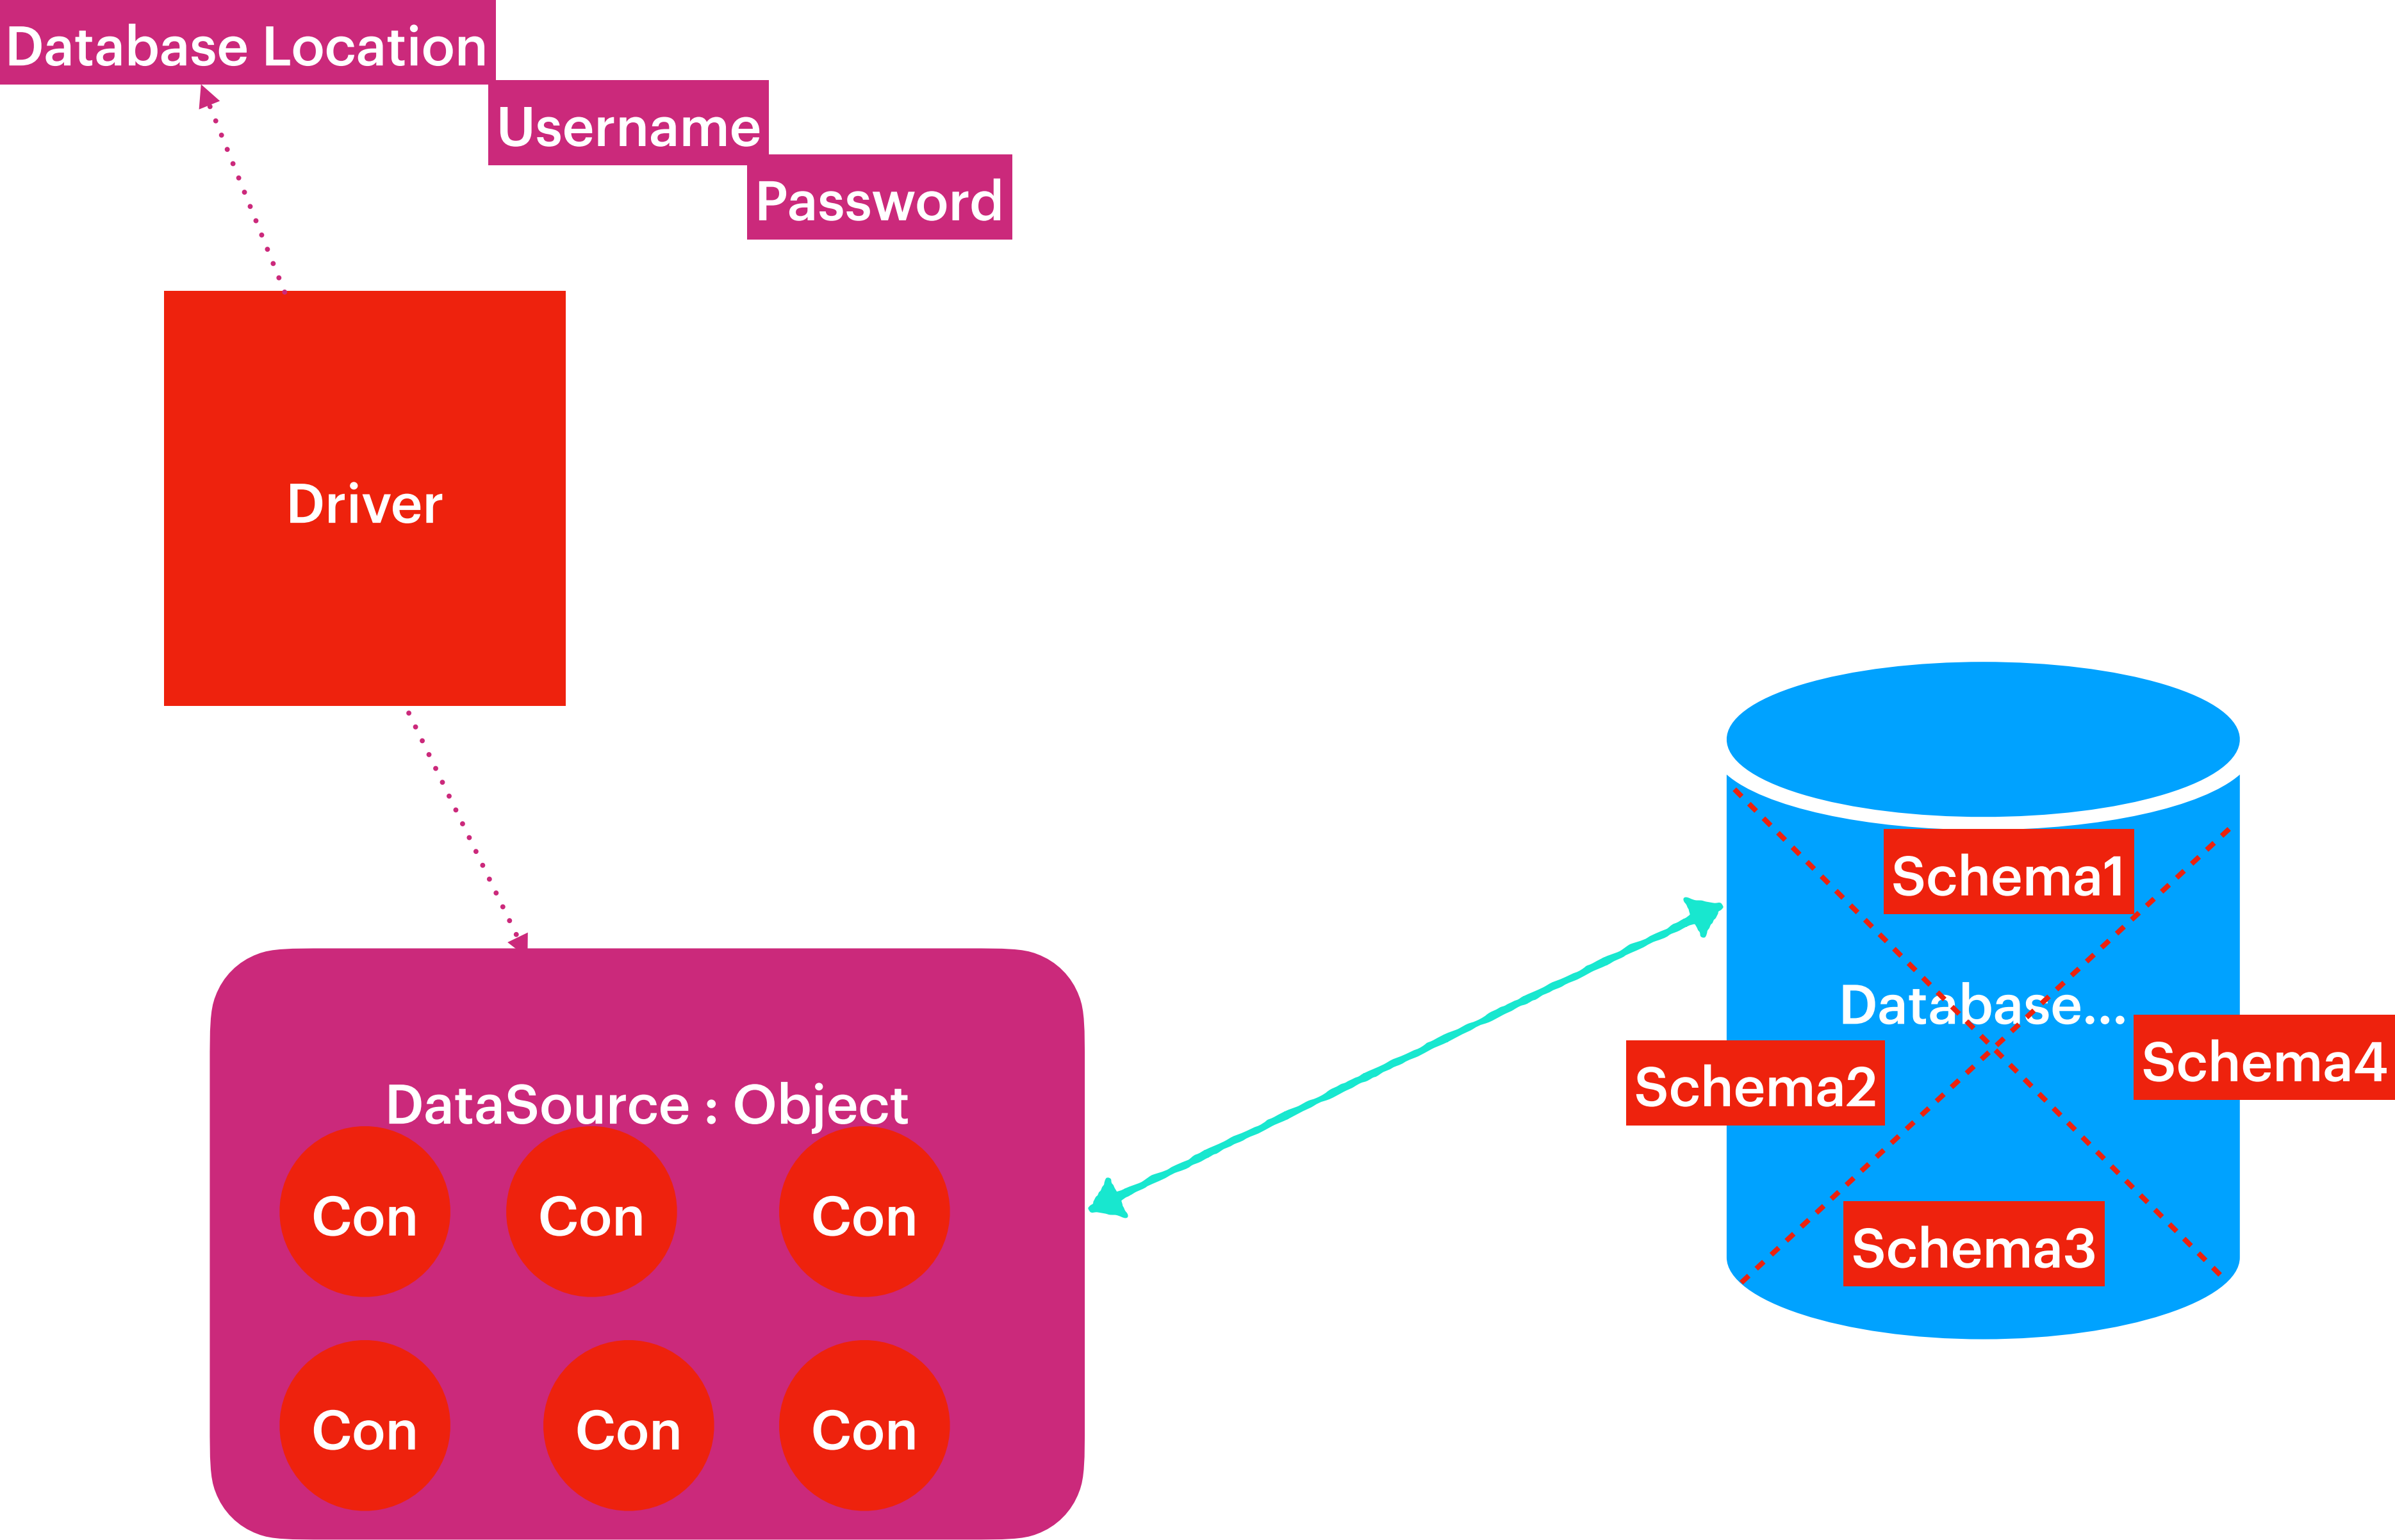 Database Location
Username
Password
Driver
Schema1
Database...
Schema4
Schema2
Schema3
DataSource : Object
Con
Con
Con
Con
Con
Con